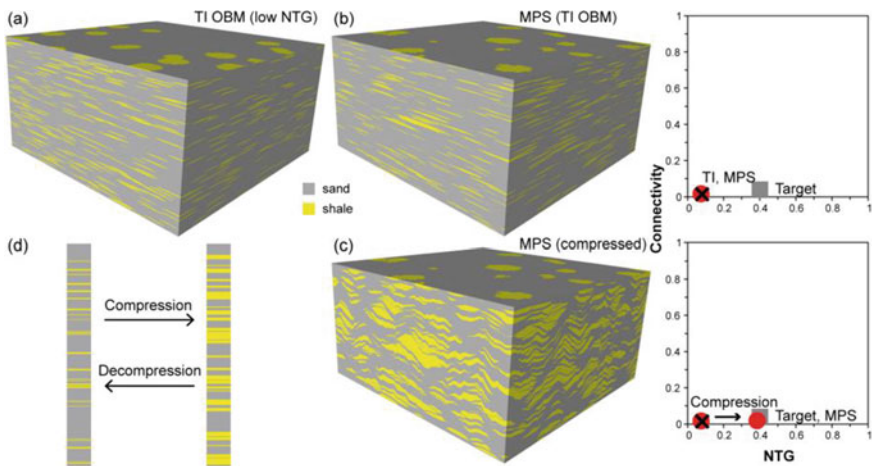 (a)
TI OBM (low NTG)
(b)
MPS (TI OBM)
sand
shale
(d)
Compression
Decompression
(c)
MPS (compressed)
1
0.8
0.6
0.4
0.2
0
TI, MPS
Target
0 0.2 0.4 0.6 0.8 1
Connectivity
1
0.8
0.6
0.4
0.2
0
Compression
Target, MPS
0 0.2 0.4 0.6 0.8 1
NTG